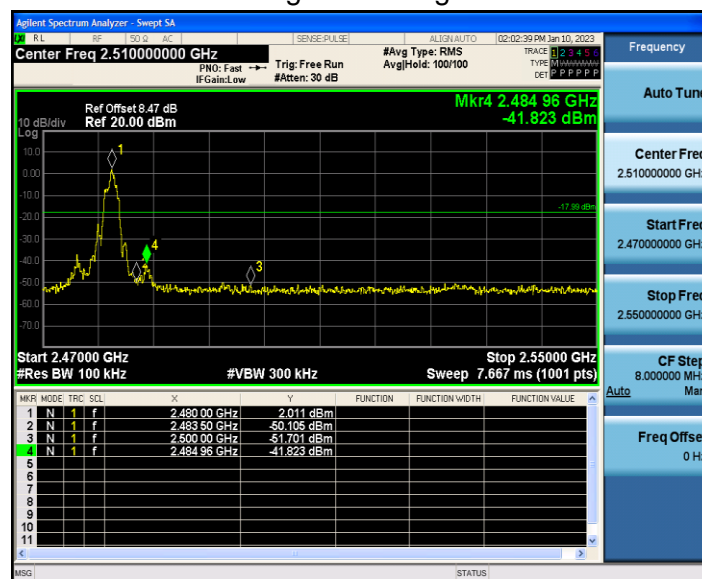 Agilent Spectrum Analyzer - Swept SA
RL RF 50 Ω AC SENSE:PULSE ALIGN AUTO 02:02:39 PM Jan 10, 2023
Center Freq 2.510000000 GHz
PNO: Fast
IFGain:Low
Trig: Free Run
#Atten: 30 dB
#Avg Type: RMS
Avg|Hold: 100/100
TRACE 1 2 3 4 5 6
TYPE M
DET P P P P P P
Frequency
Ref Offset 8.47 dB
Ref 20.00 dBm
10 dB/div
Log
Mkr4 2.484 96 GHz
-41.823 dBm
10.0
0.00
-10.0
-20.0
-30.0
-40.0
-50.0
-60.0
-70.0
-17.99 dBm
1
4
3
Start 2.47000 GHz
Stop 2.55000 GHz
#Res BW 100 kHz
#VBW 300 kHz
Sweep 7.667 ms (1001 pts)
MKR MODE TRC SCL X Y FUNCTION FUNCTION WIDTH FUNCTION VALUE
1 N 1 f 2.480 00 GHz 2.011 dBm
2 N 1 f 2.483 50 GHz -50.105 dBm
3 N 1 f 2.500 00 GHz -51.701 dBm
4 N 1 f 2.484 96 GHz -41.823 dBm
5
6
7
8
9
10
11
MSG
STATUS
Auto Tune
Center Freq
2.510000000 GHz
Start Freq
2.470000000 GHz
Stop Freq
2.550000000 GHz
CF Step
8.000000 MHz
Auto Man
Freq Offset
0 Hz